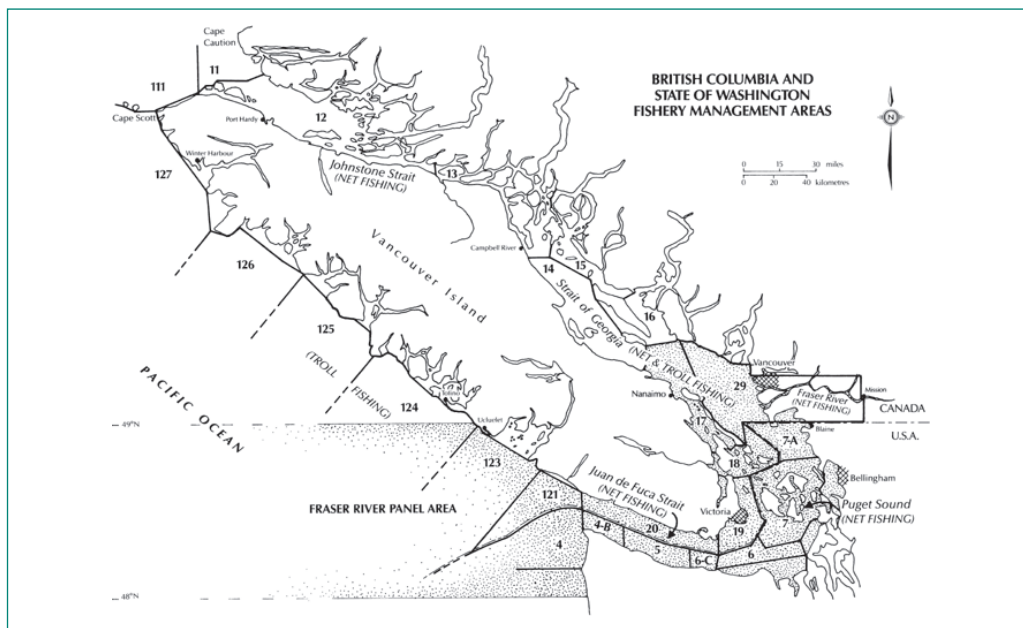 Cape
Caution
BRITISH COLUMBIA AND
STATE OF WASHINGTON
FISHERY MANAGEMENT AREAS
N
0 15 30 miles
0 20 40 kilometres
111
11
Cape Scott
Port Hardy
12
Winter Harbour
127
Johnstone Strait
(NET FISHING)
13
126
Vancouver Island
Campbell River
14
15
Strait of Georgia
(NET & TROLL FISHING)
16
125
(TROLL FISHING)
PACIFIC OCEAN
124
Tofino
Ucluelet
Nanaimo
29
Vancouver
Fraser River
(NET FISHING)
Mission
CANADA
U.S.A.
49°N
Blaine
17
7-A
18
Bellingham
123
121
Juan de Fuca Strait
(NET FISHING)
Victoria
Puget Sound
(NET FISHING)
FRASER RIVER PANEL AREA
20
19
7
4-B
4
5
6-C
6
48°N